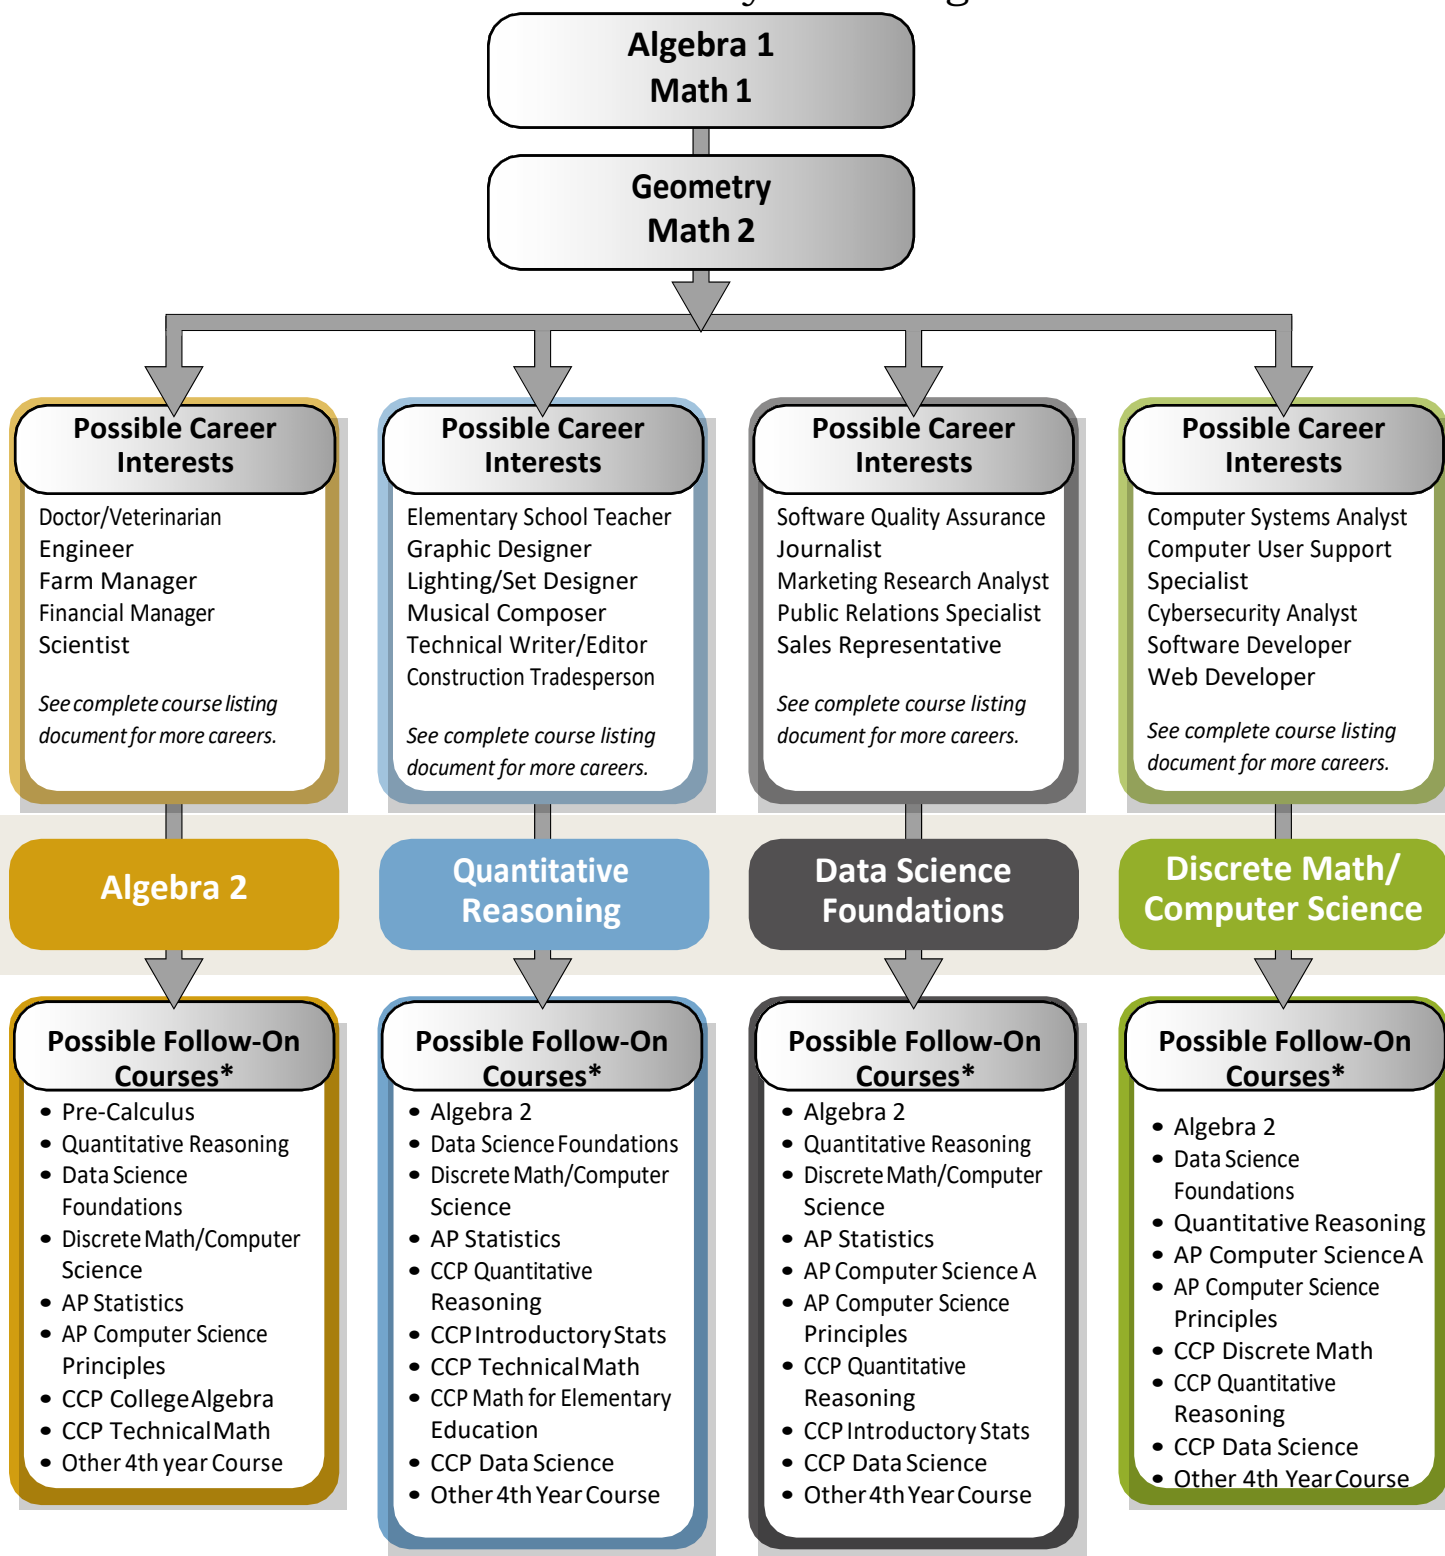 Algebra 1
Math 1
Geometry
Math 2
Possible Career
Interests
Doctor/Veterinarian
Engineer
Farm Manager
Financial Manager
Scientist
See complete course listing
document for more careers.
Possible Career
Interests
Elementary School Teacher
Graphic Designer
Lighting/Set Designer
Musical Composer
Technical Writer/Editor
Construction Tradesperson
See complete course listing
document for more careers.
Possible Career
Interests
Software Quality Assurance
Journalist
Marketing Research Analyst
Public Relations Specialist
Sales Representative
See complete course listing
document for more careers.
Possible Career
Interests
Computer Systems Analyst
Computer User Support
Specialist
Cybersecurity Analyst
Software Developer
Web Developer
See complete course listing
document for more careers.
Algebra 2
Quantitative
Reasoning
Data Science
Foundations
Discrete Math/
Computer Science
Possible Follow-On
Courses*
• Pre-Calculus
• Quantitative Reasoning
• Data Science
Foundations
• Discrete Math/Computer
Science
• AP Statistics
• AP Computer Science
Principles
• CCP College Algebra
• CCP Technical Math
• Other 4th year Course
Possible Follow-On
Courses*
• Algebra 2
• Data Science Foundations
• Discrete Math/Computer
Science
• AP Statistics
• CCP Quantitative
Reasoning
• CCP Introductory Stats
• CCP Technical Math
• CCP Math for Elementary
Education
• CCP Data Science
• Other 4th Year Course
Possible Follow-On
Courses*
• Algebra 2
• Quantitative Reasoning
• Discrete Math/Computer
Science
• AP Statistics
• AP Computer Science A
• AP Computer Science
Principles
• CCP Quantitative
Reasoning
• CCP Introductory Stats
• CCP Data Science
• Other 4th Year Course
Possible Follow-On
Courses*
• Algebra 2
• Data Science
Foundations
• Quantitative Reasoning
• AP Computer Science A
• AP Computer Science
Principles
• CCP Discrete Math
• CCP Quantitative
Reasoning
• CCP Data Science
• Other 4th Year Course